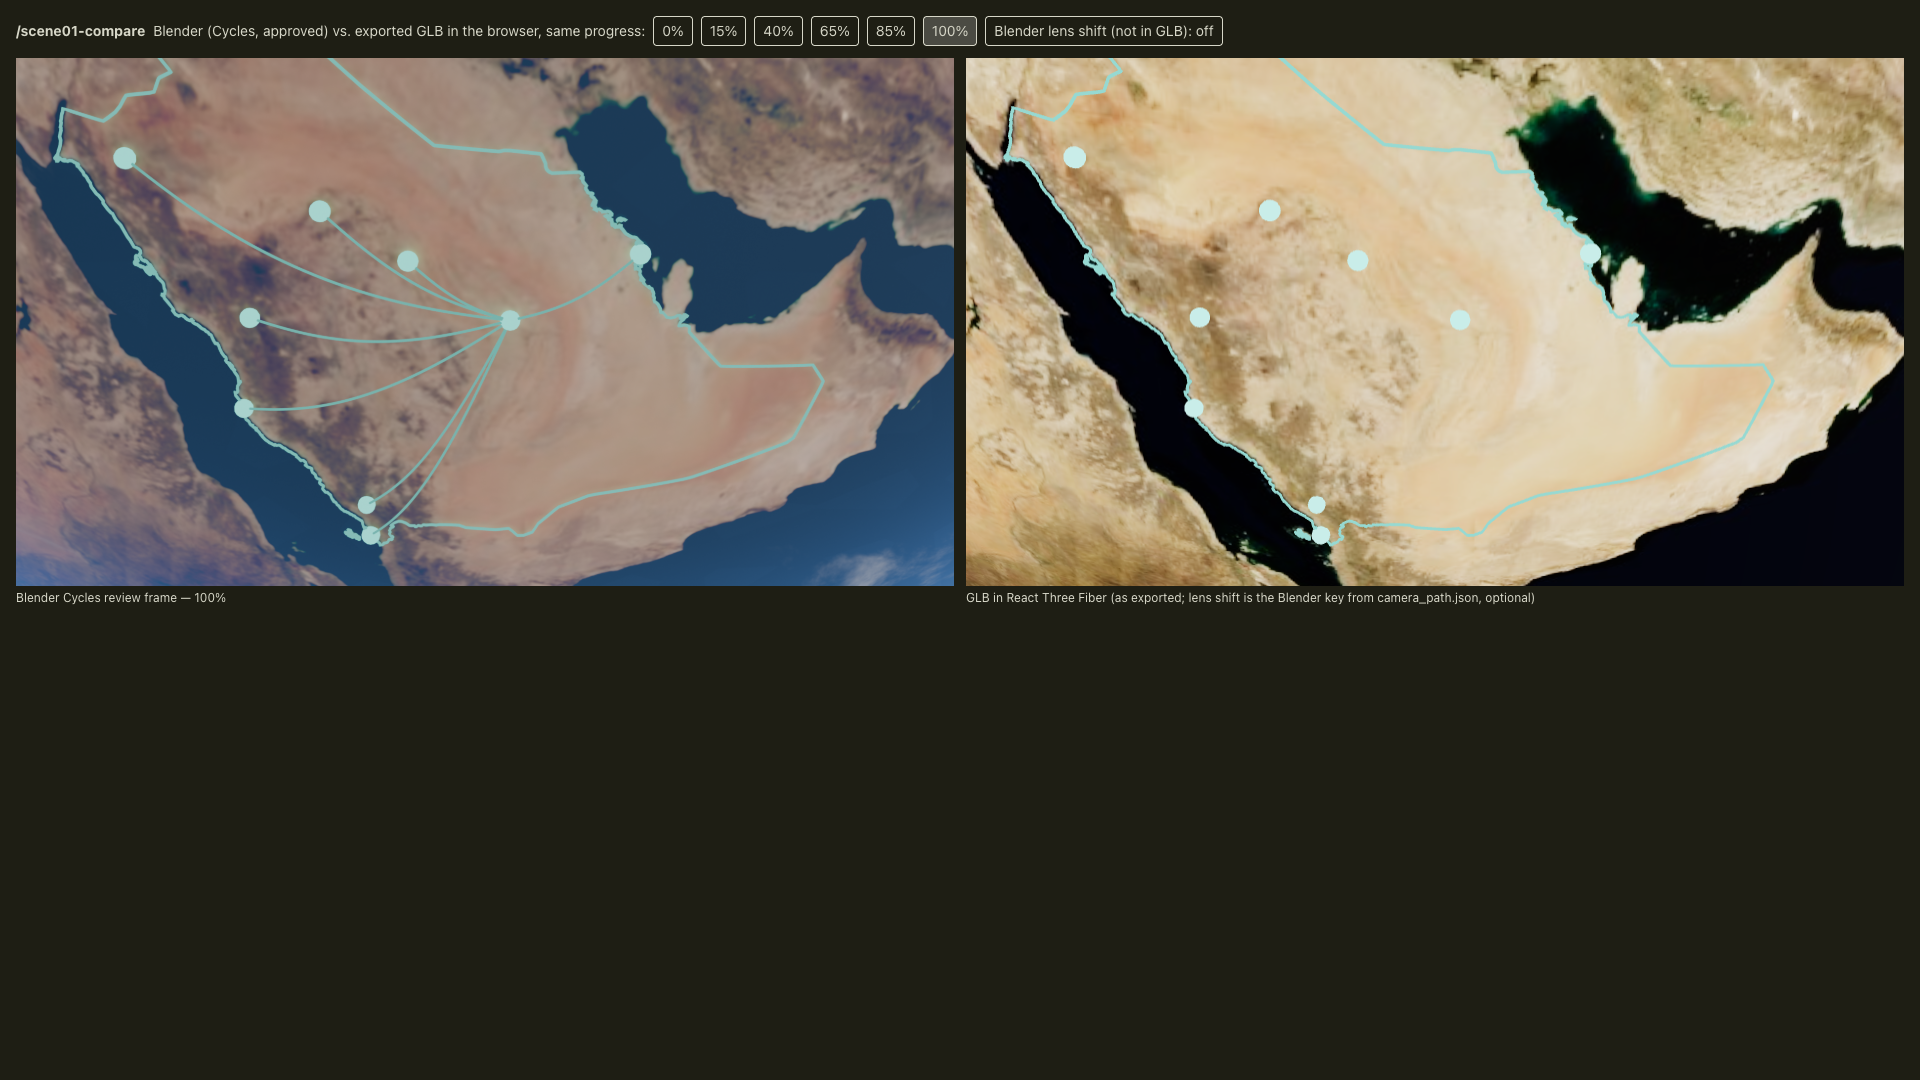 /scene01-compare Blender (Cycles, approved) vs. exported GLB in the browser, same progress: 0% 15% 40% 65% 85% 100% Blender lens shift (not in GLB): off
Blender Cycles review frame — 100%
GLB in React Three Fiber (as exported; lens shift is the Blender key from camera_path.json, optional)